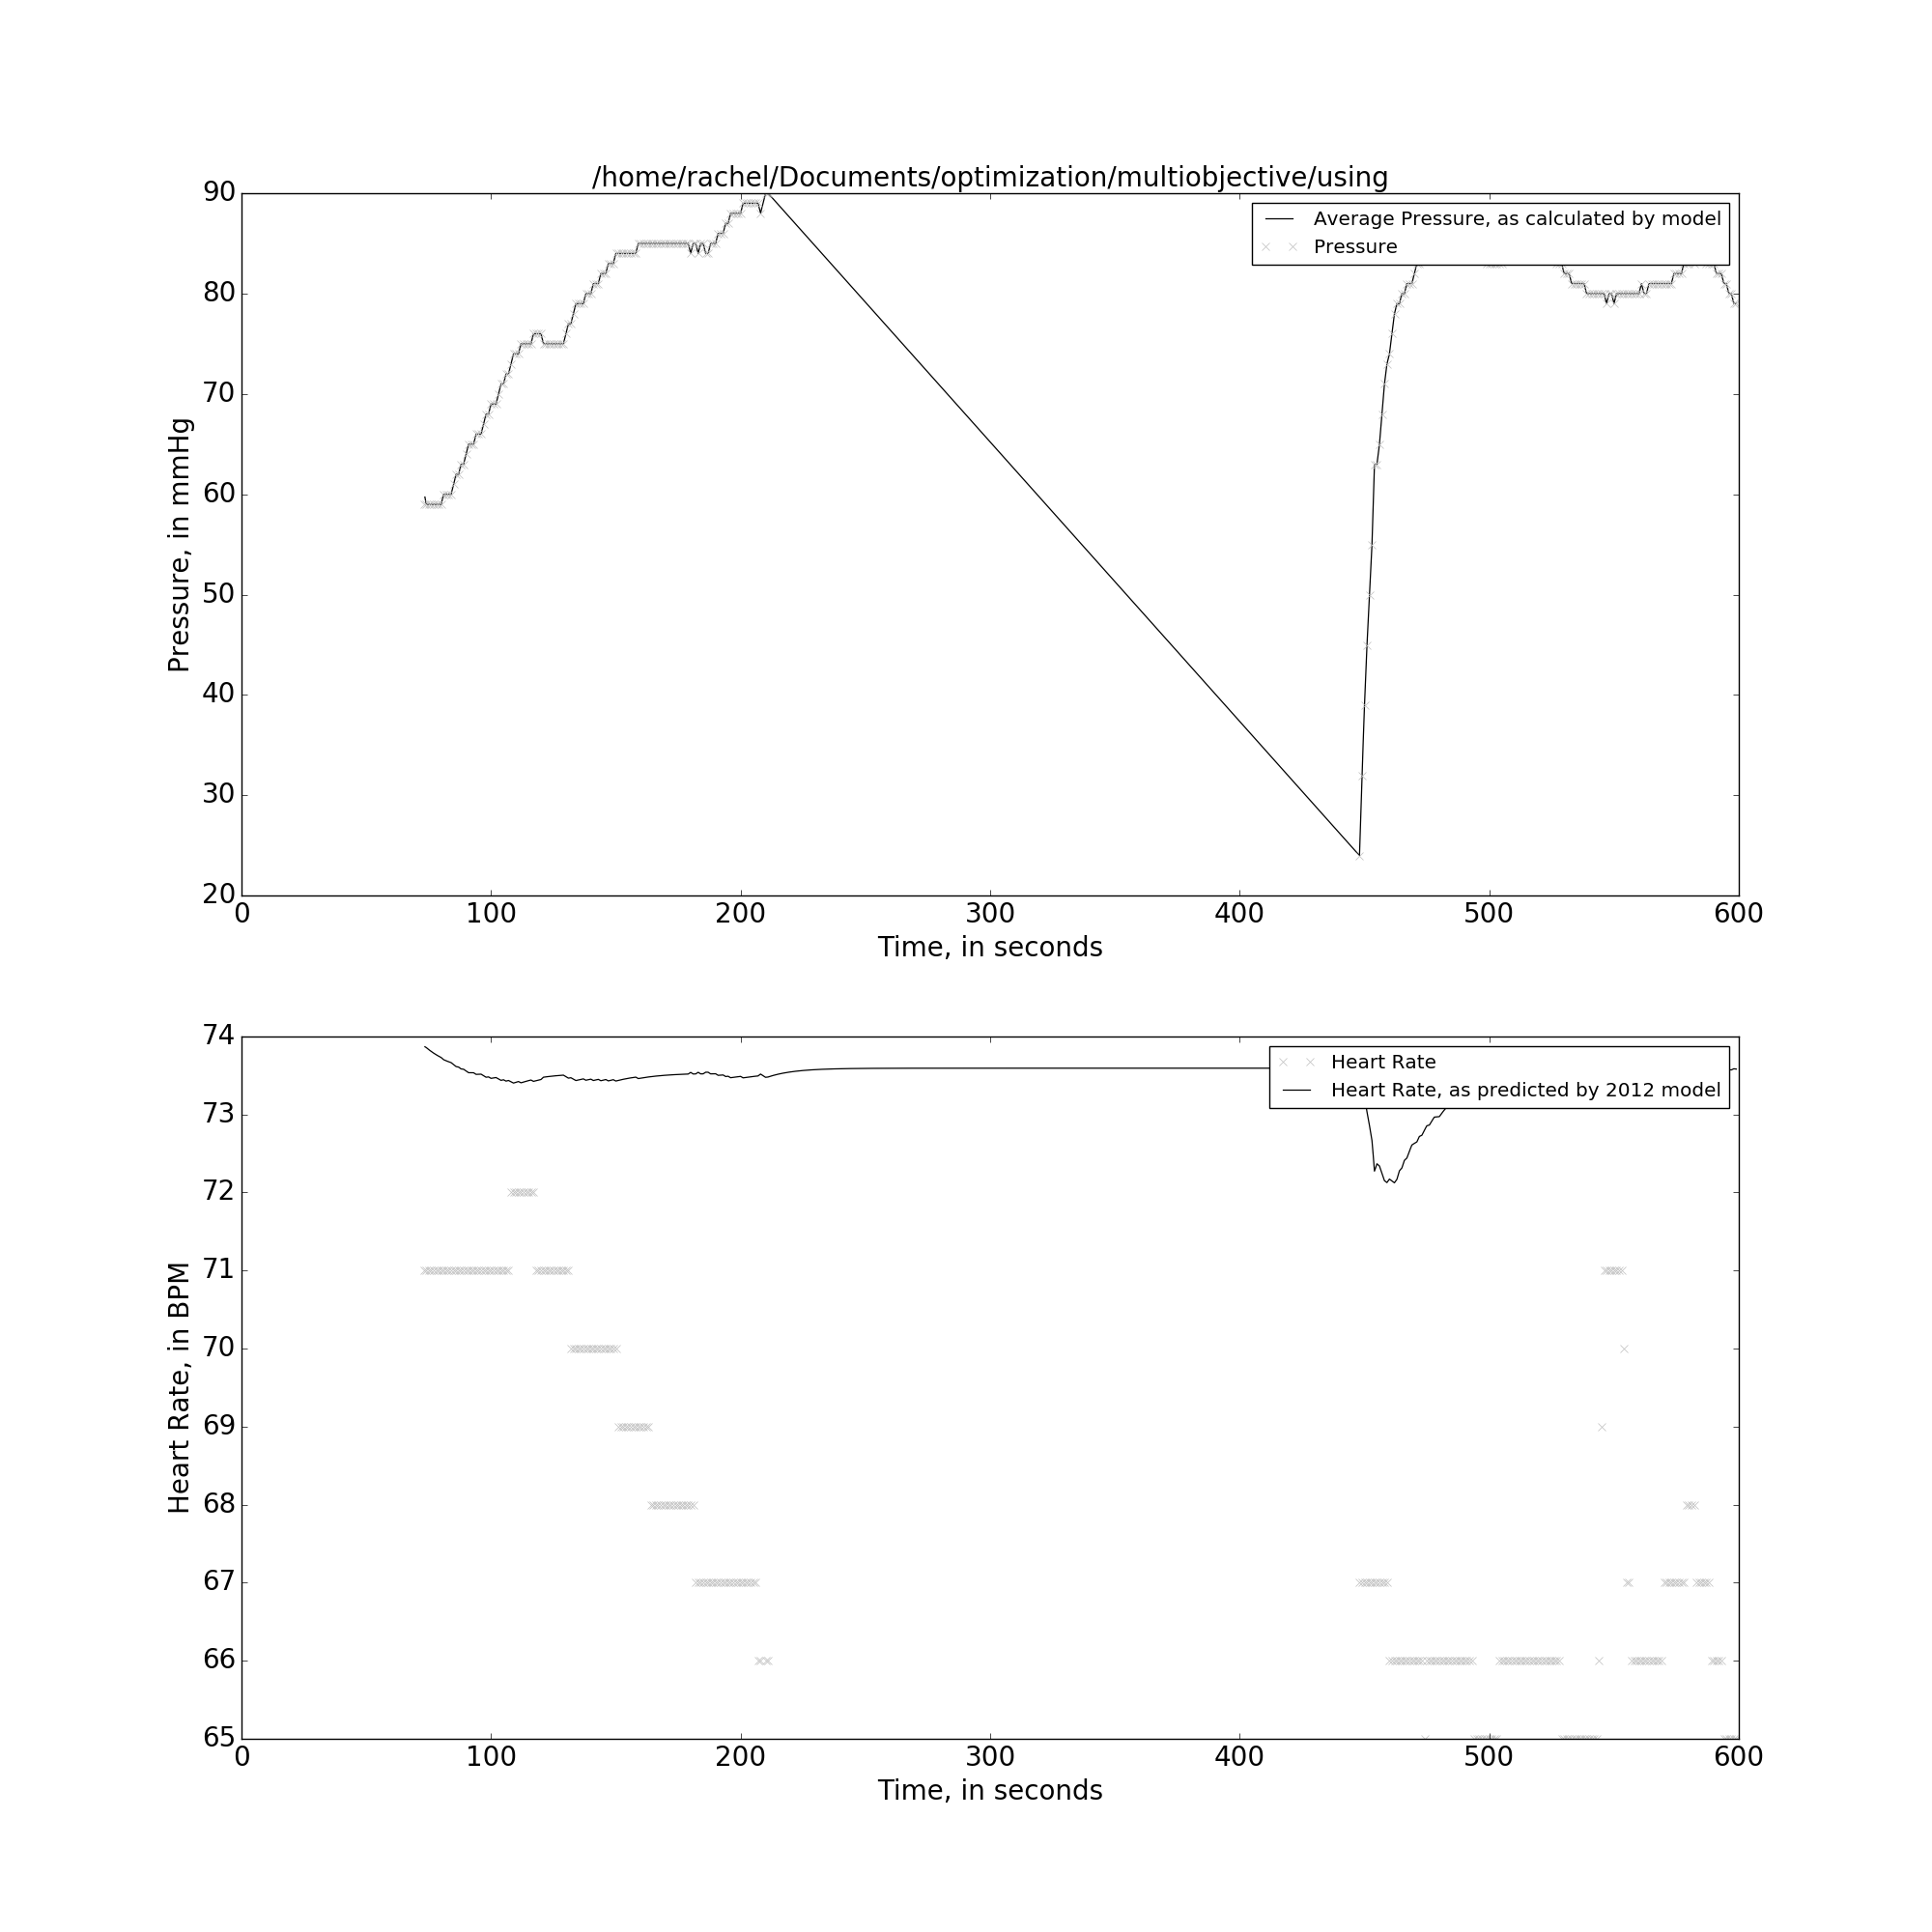 /home/rachel/Documents/optimization/multiobjective/using
90
80
70
60
50
40
30
20
Pressure, in mmHg
Average Pressure, as calculated by model
Pressure
0 100 200 300 400 500 600
Time, in seconds
74
73
72
71
70
69
68
67
66
65
Heart Rate, in BPM
Heart Rate
Heart Rate, as predicted by 2012 model
0 100 200 300 400 500 600
Time, in seconds